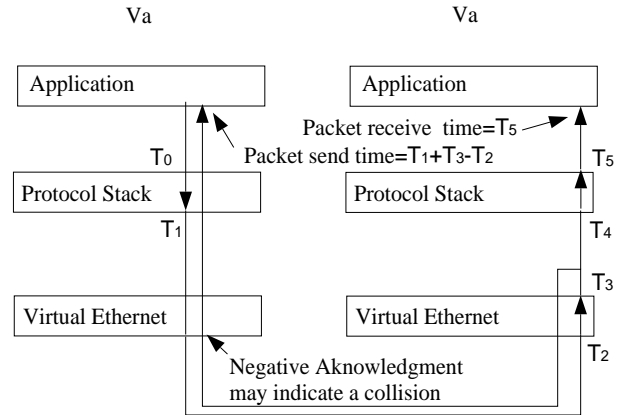 Va
Va
Application
Application
Packet receive time=T5
T0
Packet send time=T1+T3-T2
T5
Protocol Stack
Protocol Stack
T1
T4
T3
Virtual Ethernet
Virtual Ethernet
T2
Negative Aknowledgment
may indicate a collision